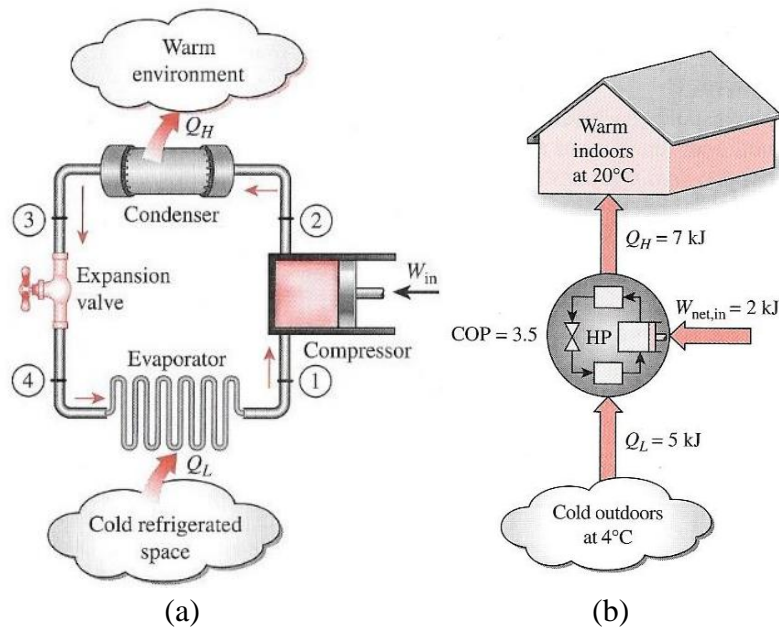 Warm
environment
Q_H
Condenser
3
2
Expansion
valve
W_in
Compressor
Evaporator
4
1
Q_L
Cold refrigerated
space
(a)
Warm
indoors
at 20°C
Q_H = 7 kJ
W_net,in = 2 kJ
COP = 3.5
HP
Q_L = 5 kJ
Cold outdoors
at 4°C
(b)